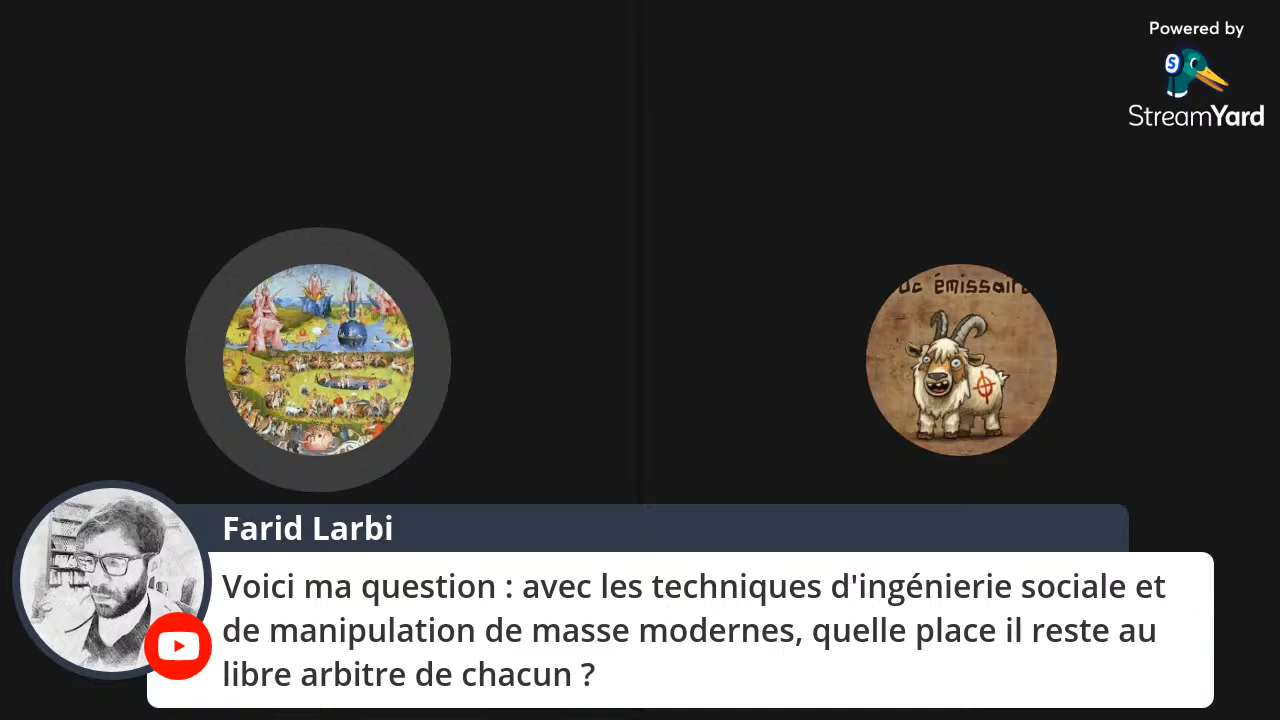 Powered by
StreamYard
uc émissair
Farid Larbi
Voici ma question : avec les techniques d'ingénierie sociale et
de manipulation de masse modernes, quelle place il reste au
libre arbitre de chacun ?